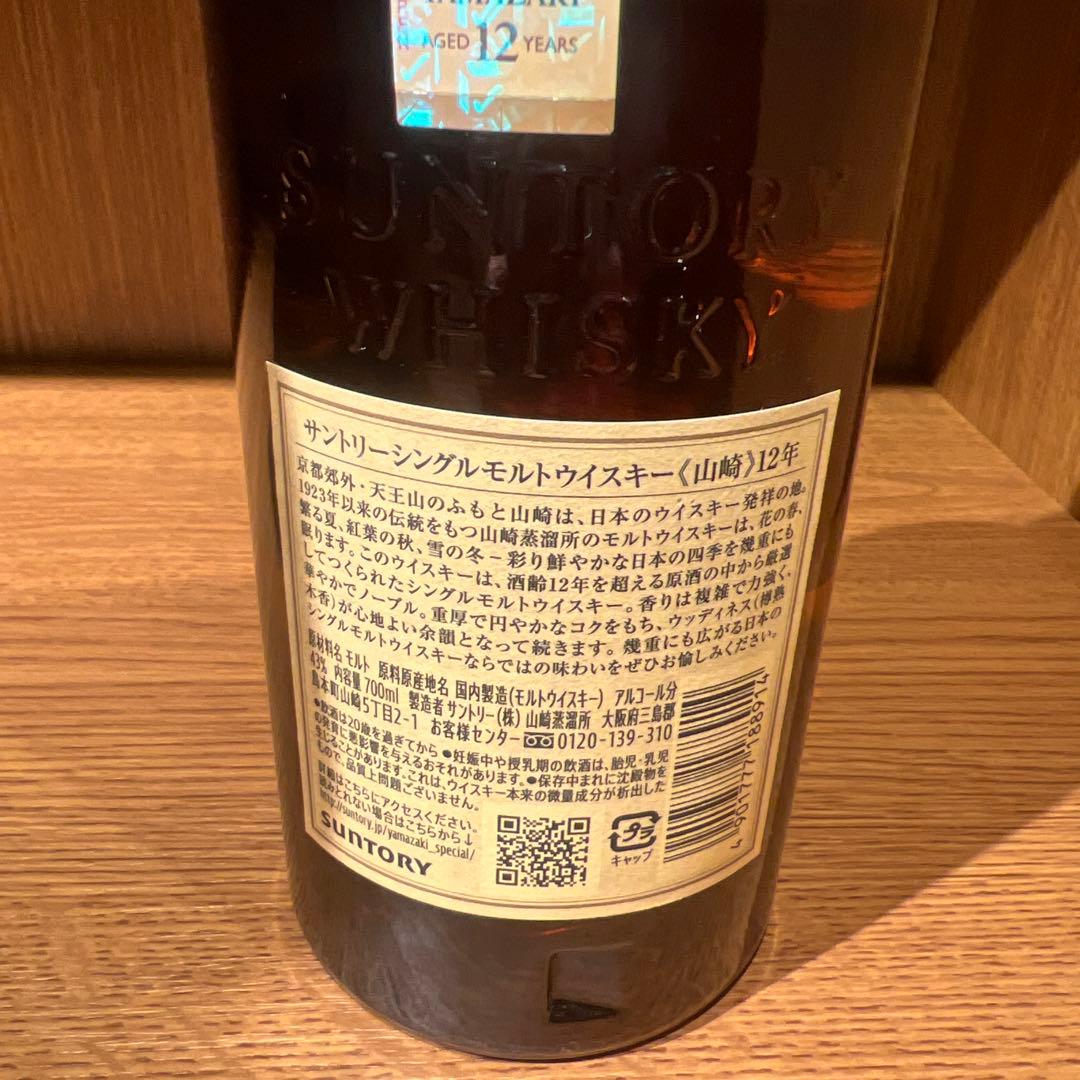 YAMAZAKI
AGED 12 YEARS
SUNTORY
WHISKY
サントリーシングルモルトウイスキー《山崎》12年
京都郊外・天王山のふもと山崎は、日本のウイスキー発祥の地。
1923年以来の伝統をもつ山崎蒸溜所のモルトウイスキーは、花の春、
繁る夏、紅葉の秋、雪の冬－彩り鮮やかな日本の四季を幾重にも
眠ります。このウイスキーは、酒齢12年を超える原酒の中から厳選
してつくられたシングルモルトウイスキー。香りは複雑で力強く、
華やかでノーブル。重厚で円やかなコクをもち、ウッディネス(樽熟
木香)が心地よい余韻となって続きます。幾重にも広がる日本の
シングルモルトウイスキーならではの味わいをぜひお愉しみください。
原材料名 モルト 原料原産地名 国内製造(モルトウイスキー) アルコール分
43% 内容量 700ml 製造者 サントリー(株) 山崎蒸溜所 大阪府三島郡
島本町山崎5丁目2-1 お客様センター 0120-139-310
●飲酒は20歳を過ぎてから ●妊娠中や授乳期の飲酒は、胎児・乳児
の発育に悪影響を与えるおそれがあります。●保存中まれに沈殿物を
生じることがあります。これは、ウイスキー本来の微量成分が析出した
もので、品質上問題ございません。
詳細はこちらにアクセスください。
読みとれない場合はこちらから↓
http://suntory.jp/yamazaki_special/
SUNTORY
プラ
キャップ
4 901777 188914